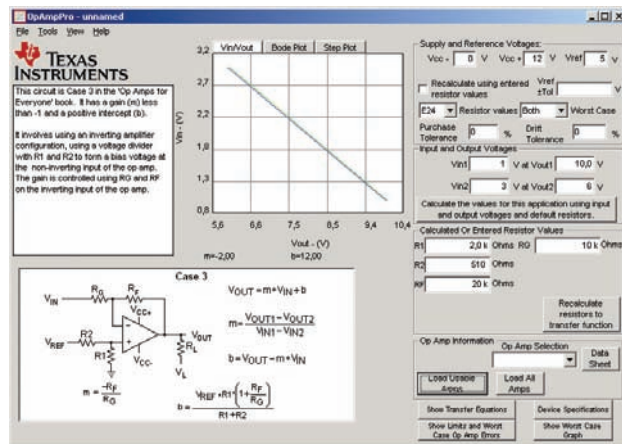 OpAmpPro - unnamed
File Tools View Help
TEXAS
INSTRUMENTS
This circuit is Case 3 in the 'Op Amps for
Everyone' book. It has a gain (m) less
than -1 and a positive intercept (b).
It involves using an inverting amplifier
configuration, using a voltage divider
with R1 and R2 to form a bias voltage at
the non-inverting input of the op amp.
The gain is controlled using RG and RF
on the inverting input of the op amp.
Vin/Vout Bode Plot Step Plot
Vin - (V)
3,2
2,7
2,2
1,8
1,3
0,8
5,6 6,6 7,5 8,5 9,4 10,4
Vout - (V)
m=-2,00 b=12,00
Case 3
VIN RG RF
VCC+
VREF R2
R1
VCC-
VOUT
RL
VL
m = -RF/RG
VOUT=m*VIN+b
m= VOUT1-VOUT2 / VIN1-VIN2
b=VOUT-m*VIN
b= VREF*R1*(1+RF/RG) / R1+R2
Supply and Reference Voltages:
Vcc - 0 V Vcc + 12 V Vref 5 V
Recalculate using entered
resistor values
Vref
±Tol V
E24 Resistor values Both Worst Case
Purchase
Tolerance 0 %
Drift
Tolerance 0 %
Input and Output Voltages
Vin1 1 V at Vout1 10,0 V
Vin2 3 V at Vout2 6 V
Calculate the values for this application using input
and output voltages and default resistors.
Calculated Or Entered Resistor Values
R1 2,0 k Ohms RG 10 k Ohms
R2 510 Ohms
RF 20 k Ohms
Recalculate
resistors to
transfer function
Op Amp Information
Op Amp Selection
Data
Sheet
Load Usable
Amps
Load All
Amps
Show Transfer Equations
Device Specifications
Show Limits and Worst
Case Op Amp Errors
Show Worst Case
Graph